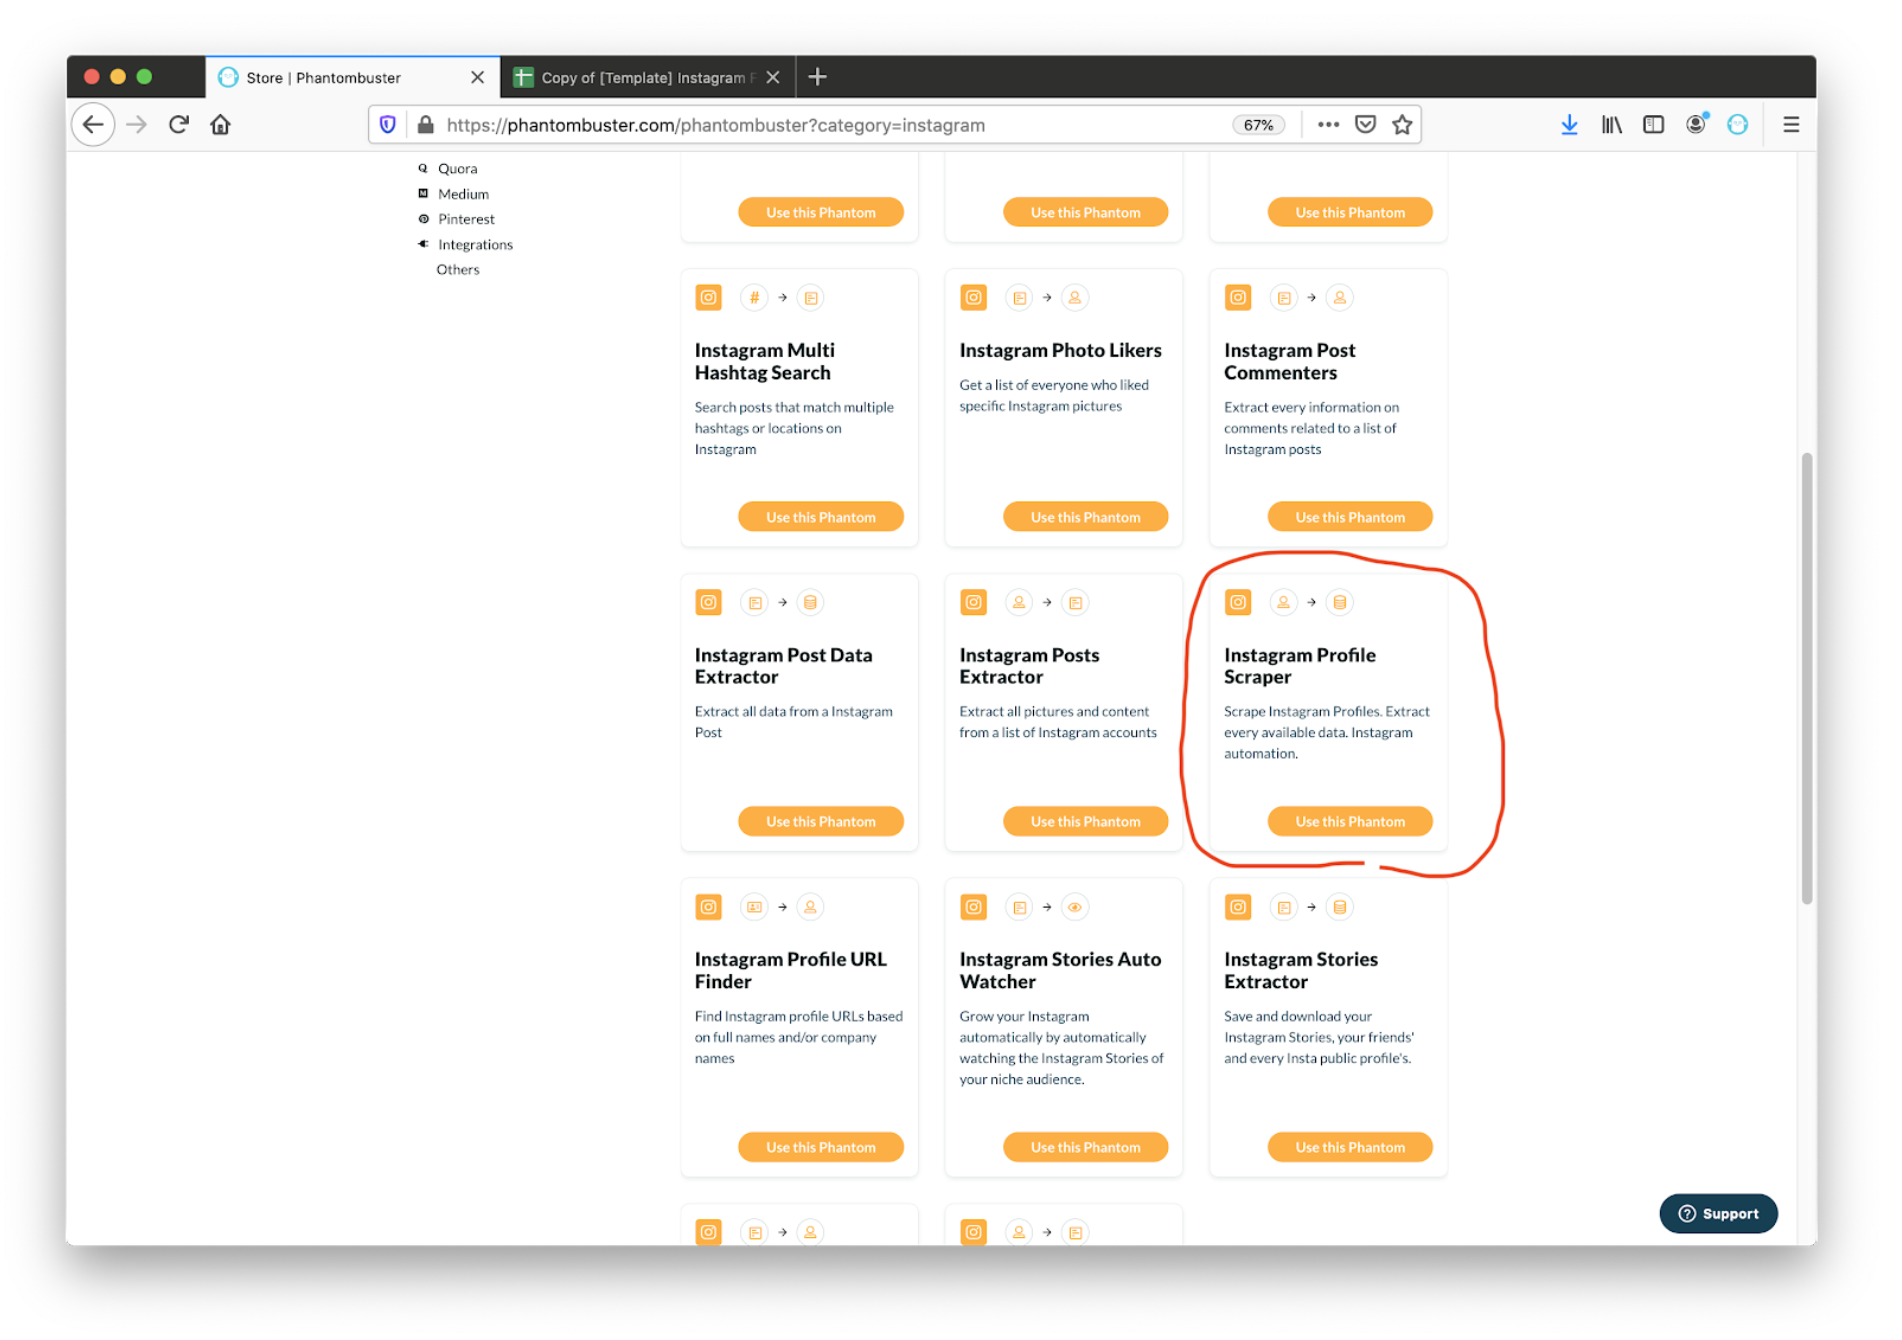 Store | Phantombuster
Copy of [Template] Instagram F
https://phantombuster.com/phantombuster?category=instagram
67%
Quora
Medium
Pinterest
Integrations
Others
Use this Phantom
Use this Phantom
Use this Phantom
Instagram Multi
Hashtag Search
Search posts that match multiple
hashtags or locations on
Instagram
Use this Phantom
Instagram Photo Likers
Get a list of everyone who liked
specific Instagram pictures
Use this Phantom
Instagram Post
Commenters
Extract every information on
comments related to a list of
Instagram posts
Use this Phantom
Instagram Post Data
Extractor
Extract all data from a Instagram
Post
Use this Phantom
Instagram Posts
Extractor
Extract all pictures and content
from a list of Instagram accounts
Use this Phantom
Instagram Profile
Scraper
Scrape Instagram Profiles. Extract
every available data. Instagram
automation.
Use this Phantom
Instagram Profile URL
Finder
Find Instagram profile URLs based
on full names and/or company
names
Use this Phantom
Instagram Stories Auto
Watcher
Grow your Instagram
automatically by automatically
watching the Instagram Stories of
your niche audience.
Use this Phantom
Instagram Stories
Extractor
Save and download your
Instagram Stories, your friends'
and every Insta public profile's.
Use this Phantom
Support